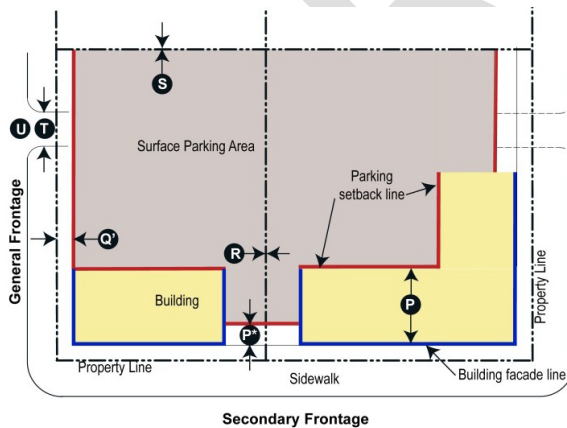 S
U T
Surface Parking Area
Parking
setback line
Q'
R
General Frontage
Property Line
Building
P
P*
Property Line
Building facade line
Sidewalk
Secondary Frontage